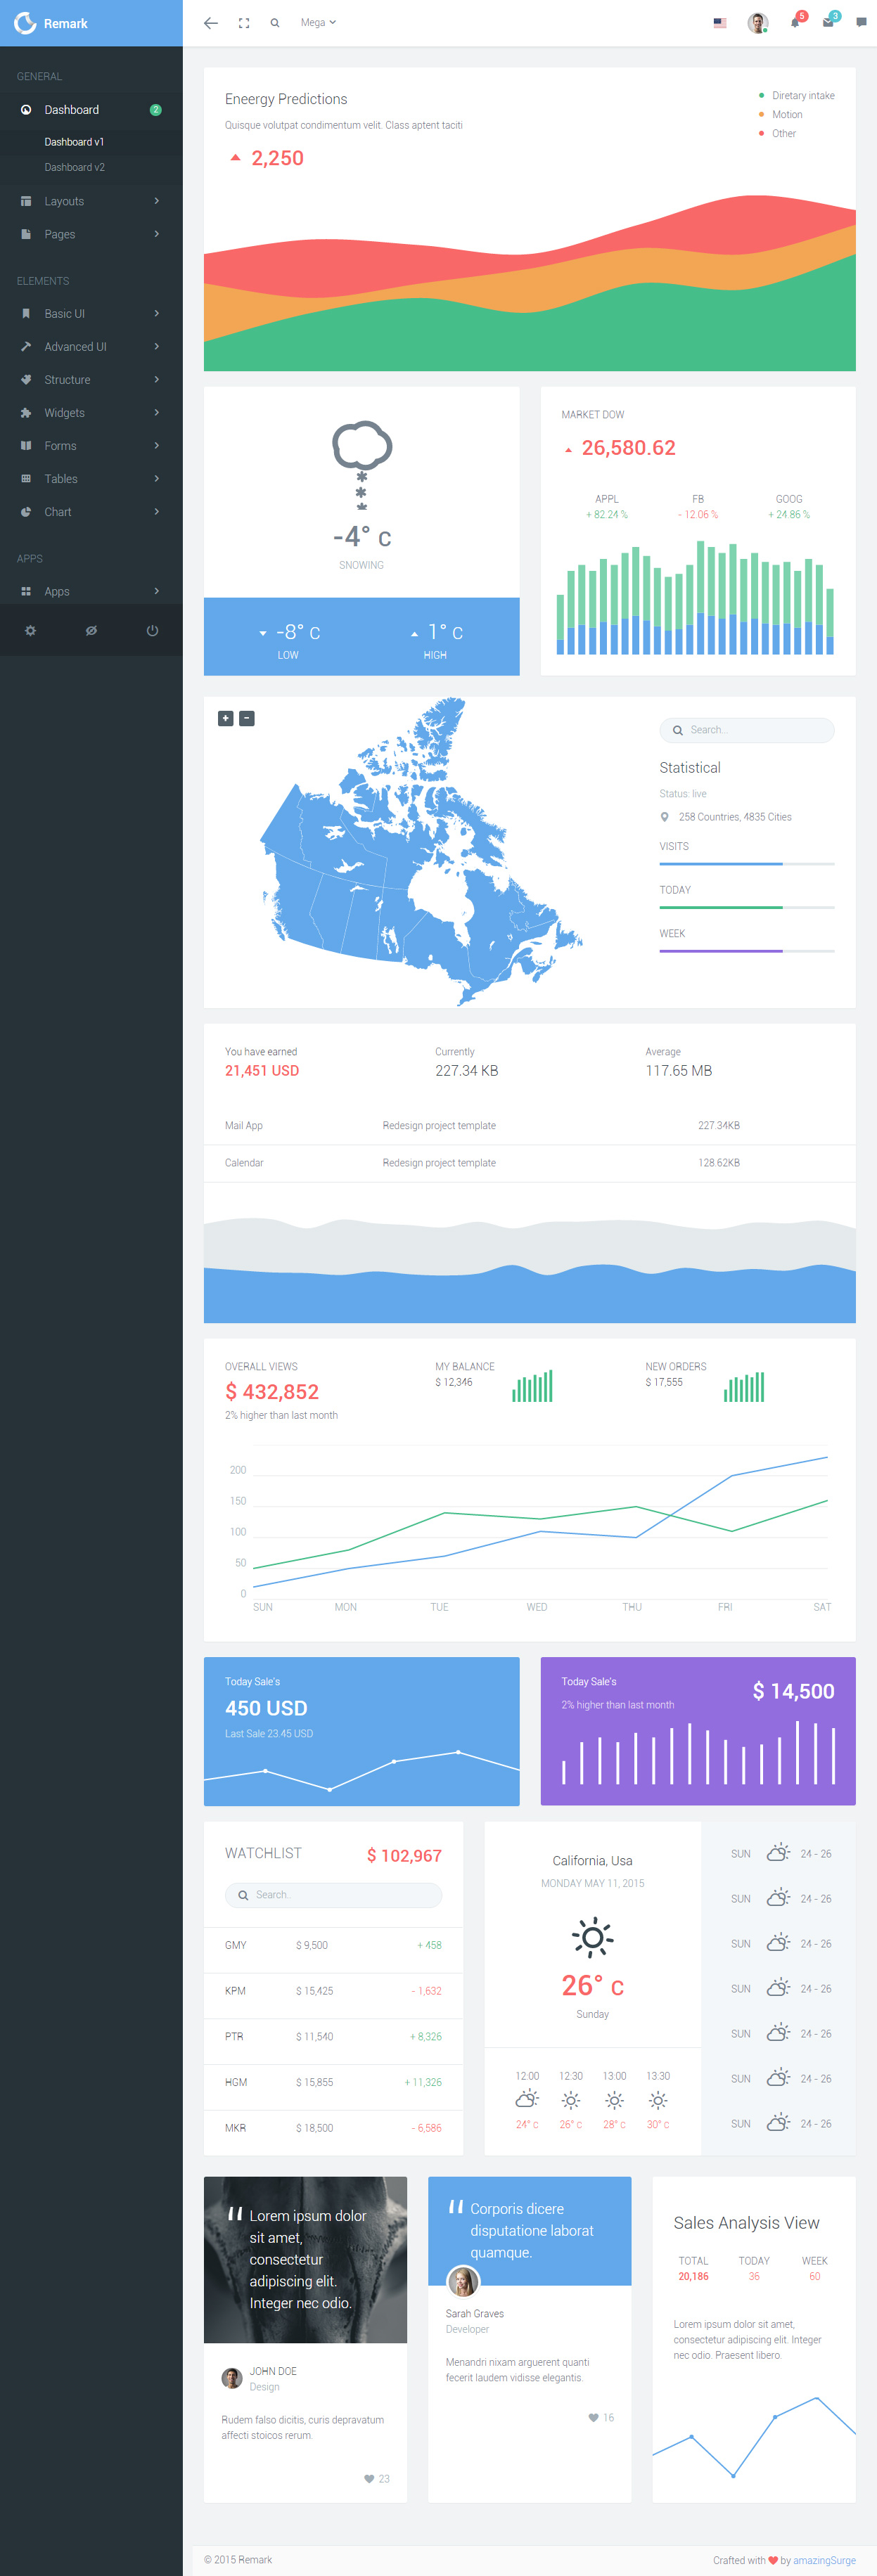 Remark
Mega
5
3
GENERAL
Dashboard
2
Dashboard v1
Dashboard v2
Layouts
Pages
ELEMENTS
Basic UI
Advanced UI
Structure
Widgets
Forms
Tables
Chart
APPS
Apps
Eneergy Predictions
Quisque volutpat condimentum velit. Class aptent taciti
2,250
Diretary intake
Motion
Other
-4° C
SNOWING
-8° C
LOW
1° C
HIGH
MARKET DOW
26,580.62
APPL FB GOOG
+ 82.24 % - 12.06 % + 24.86 %
+ -
Search...
Statistical
Status: live
258 Countries, 4835 Cities
VISITS
TODAY
WEEK
You have earned Currently Average
21,451 USD 227.34 KB 117.65 MB
Mail App Redesign project template 227.34KB
Calendar Redesign project template 128.62KB
OVERALL VIEWS
$ 432,852
2% higher than last month
MY BALANCE
$ 12,346
NEW ORDERS
$ 17,555
200
150
100
50
0
SUN MON TUE WED THU FRI SAT
Today Sale's
450 USD
Last Sale 23.45 USD
Today Sale's
2% higher than last month
$ 14,500
WATCHLIST $ 102,967
Search...
GMY $ 9,500 + 458
KPM $ 15,425 - 1,632
PTR $ 11,540 + 8,326
HGM $ 15,855 + 11,326
MKR $ 18,500 - 6,586
California, Usa
MONDAY MAY 11, 2015
26° C
Sunday
12:00 12:30 13:00 13:30
24° C 26° C 28° C 30° C
SUN 24 - 26
SUN 24 - 26
SUN 24 - 26
SUN 24 - 26
SUN 24 - 26
SUN 24 - 26
SUN 24 - 26
" Lorem ipsum dolor
sit amet,
consectetur
adipiscing elit.
Integer nec odio.
JOHN DOE
Design
Rudem falso dicitis, curis depravatum
affecti stoicos rerum.
23
" Corporis dicere
disputatione laborat
quamque.
Sarah Graves
Developer
Menandri nixam arguerent quanti
fecerit laudem vidisse elegantis.
16
Sales Analysis View
TOTAL TODAY WEEK
20,186 36 60
Lorem ipsum dolor sit amet,
consectetur adipiscing elit. Integer
nec odio. Praesent libero.
© 2015 Remark
Crafted with ❤ by amazingSurge